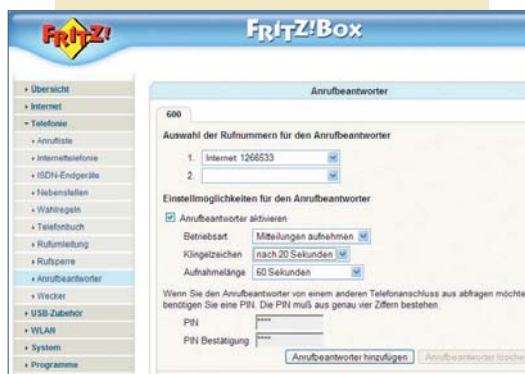 FRITZ!
FRITZ!BOX
Übersicht
Internet
Telefonie
Anrufliste
Internettelefonie
ISDN-Endgeräte
Nebenstellen
Wahlregeln
Telefonbuch
Rufumleitung
Rufsperre
Anrufbeantworter
Wecker
USB-Zubehör
WLAN
System
Programme
Anrufbeantworter
600
Auswahl der Rufnummern für den Anrufbeantworter
1. Internet: 1266533
2.
Einstellmöglichkeiten für den Anrufbeantworter
Anrufbeantworter aktivieren
Betriebsart Mitteilungen aufnehmen
Klingelzeichen nach 20 Sekunden
Aufnahmelänge 60 Sekunden
Wenn Sie den Anrufbeantworter von einem anderen Telefonanschluss aus abfragen möchte
benötigen Sie eine PIN. Die PIN muß aus genau vier Ziffern bestehen.
PIN ****
PIN Bestätigung ****
Anrufbeantworter hinzufügen Anrufbeantworter lösche